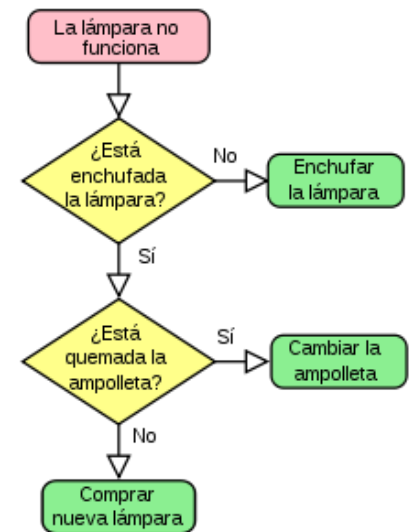 La lámpara no
funciona
¿Está
enchufada
la lámpara?
No
Enchufar
la lámpara
Sí
¿Está
quemada la
ampolleta?
Sí
Cambiar la
ampolleta
No
Comprar
nueva lámpara